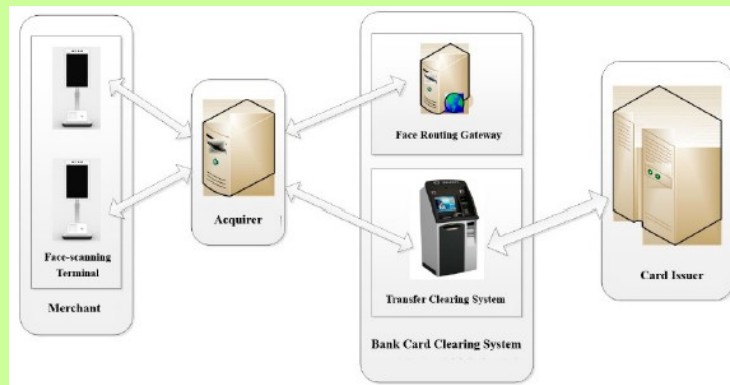 Face-scanning
Terminal
Merchant
Acquirer
Face Routing Gateway
Transfer Clearing System
Bank Card Clearing System
Card Issuer